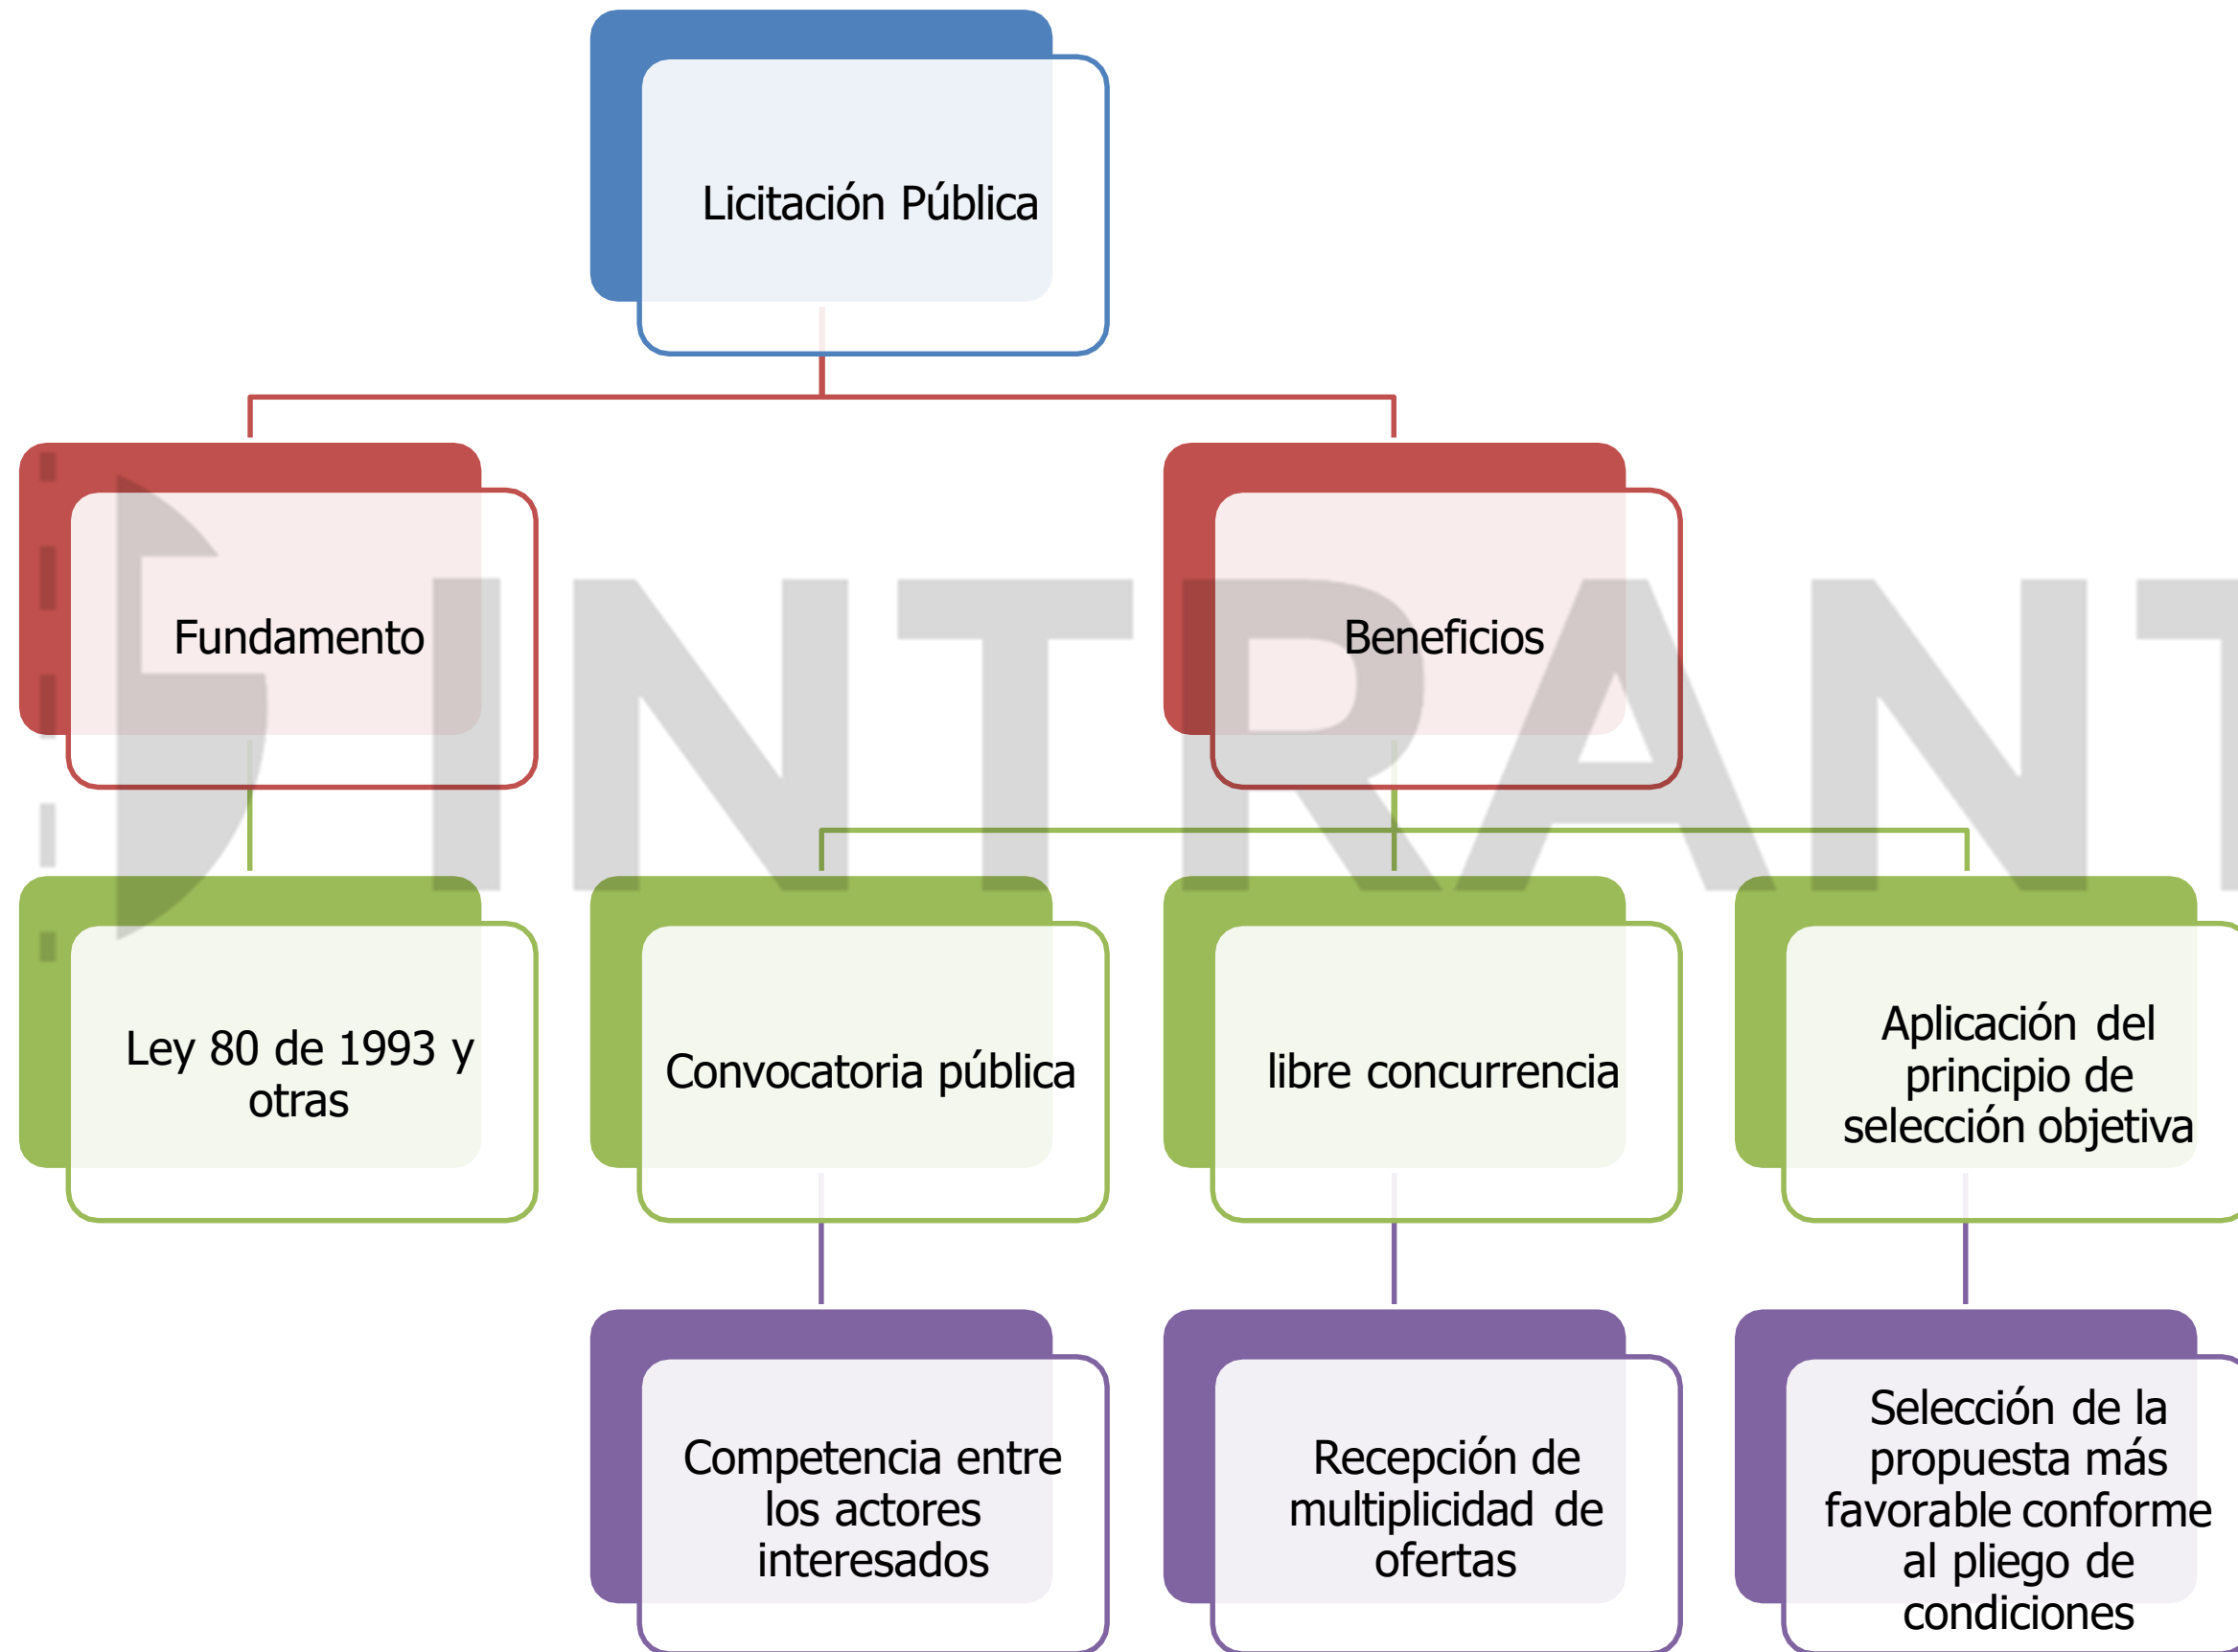 Licitación Pública
Fundamento
Beneficios
INTRANT
Ley 80 de 1993 y
otras
Convocatoria pública
libre concurrencia
Aplicación del
principio de
selección objetiva
Competencia entre
los actores
interesados
Recepción de
multiplicidad de
ofertas
Selección de la
propuesta más
favorable conforme
al pliego de
condiciones